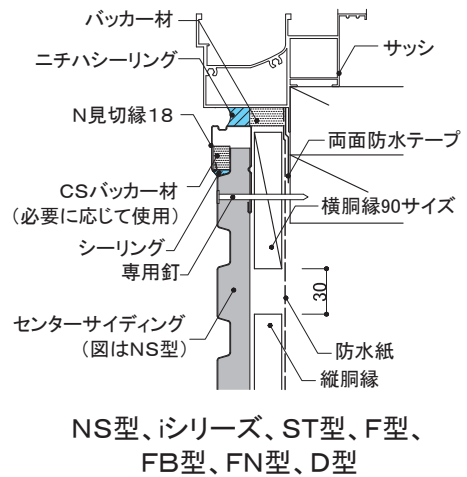 バッカー材
ニチハシーリング
N見切縁18
CSバッカー材
(必要に応じて使用)
シーリング
専用釘
センターサイディング
(図はNS型)
サッシ
両面防水テープ
横胴縁90サイズ
30
防水紙
縦胴縁
NS型、iシリーズ、ST型、F型、
FB型、FN型、D型